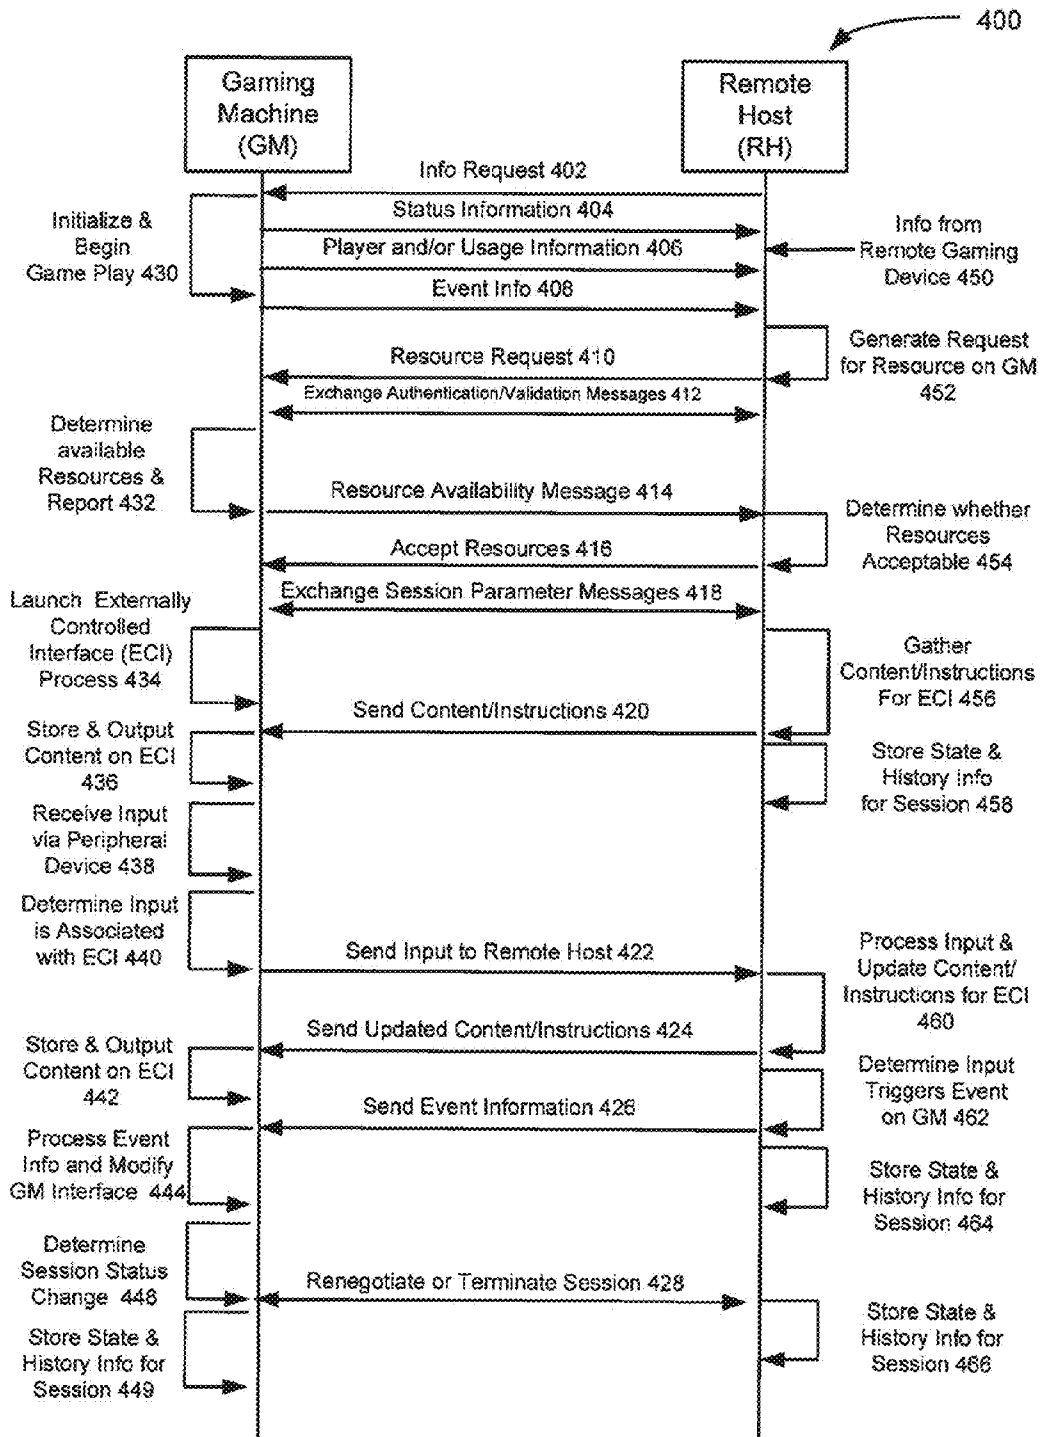 400
Gaming
Machine
(GM)
Remote
Host
(RH)
Info Request 402
Status Information 404
Initialize &
Begin
Game Play 430
Player and/or Usage Information 406
Info from
Remote Gaming
Device 450
Event Info 408
Generate Request
for Resource on GM
452
Resource Request 410
Exchange Authentication/Validation Messages 412
Determine
available
Resources &
Report 432
Resource Availability Message 414
Determine whether
Resources
Acceptable 454
Accept Resources 416
Exchange Session Parameter Messages 418
Launch Externally
Controlled
Interface (ECI)
Process 434
Gather
Content/Instructions
For ECI 456
Send Content/Instructions 420
Store & Output
Content on ECI
436
Store State &
History Info
for Session 458
Receive Input
via Peripheral
Device 438
Determine Input
is Associated
with ECI 440
Send Input to Remote Host 422
Process Input &
Update Content/
Instructions for ECI
460
Send Updated Content/Instructions 424
Store & Output
Content on ECI
442
Determine Input
Triggers Event
on GM 462
Send Event Information 426
Process Event
Info and Modify
GM Interface 444
Store State &
History Info for
Session 464
Determine
Session Status
Change 446
Renegotiate or Terminate Session 428
Store State &
History Info for
Session 449
Store State &
History Info for
Session 466